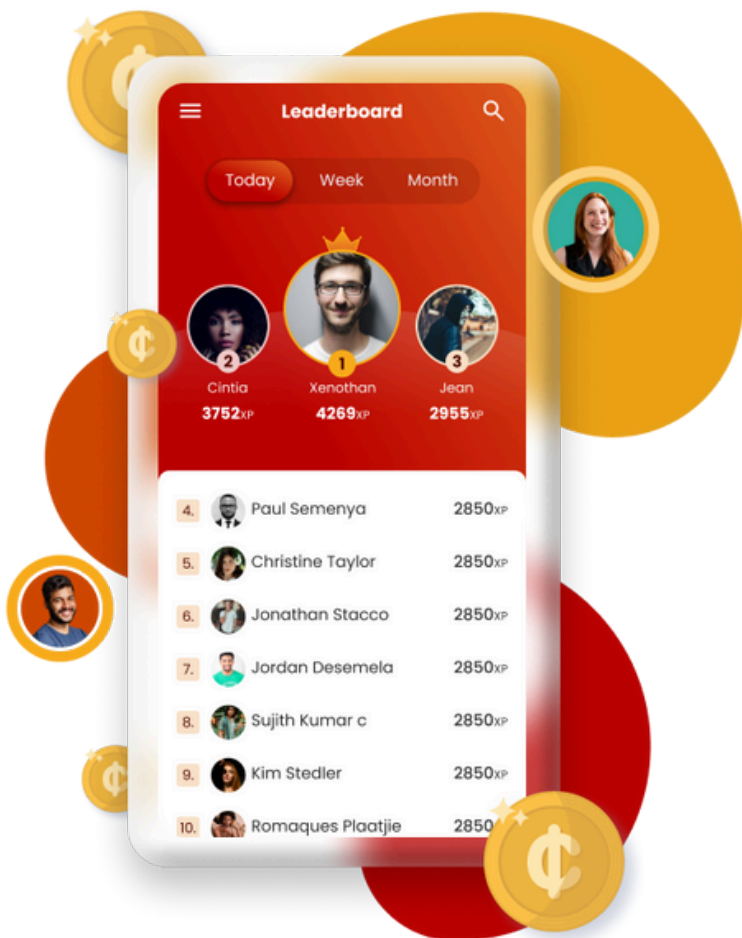 Leaderboard
Today Week Month
2 1 3
Cintia Xenothan Jean
3752XP 4269XP 2955XP
4. Paul Semenya 2850XP
5. Christine Taylor 2850XP
6. Jonathan Stacco 2850XP
7. Jordan Desemela 2850XP
8. Sujith Kumar c 2850XP
9. Kim Stedler 2850XP
10. Romaques Plaatjie 2850